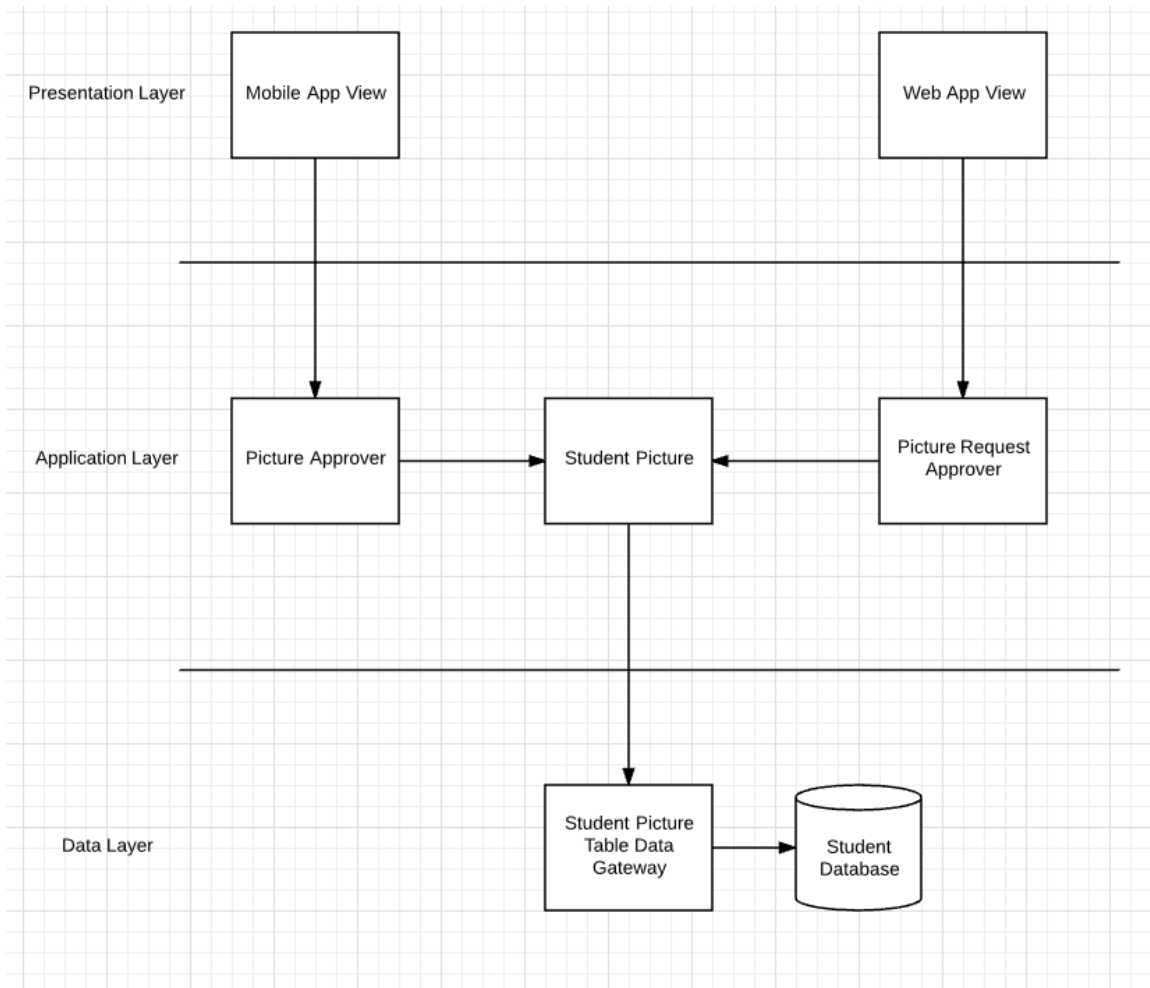 Presentation Layer
Mobile App View
Web App View
Application Layer
Picture Approver
Student Picture
Picture Request
Approver
Data Layer
Student Picture
Table Data
Gateway
Student
Database